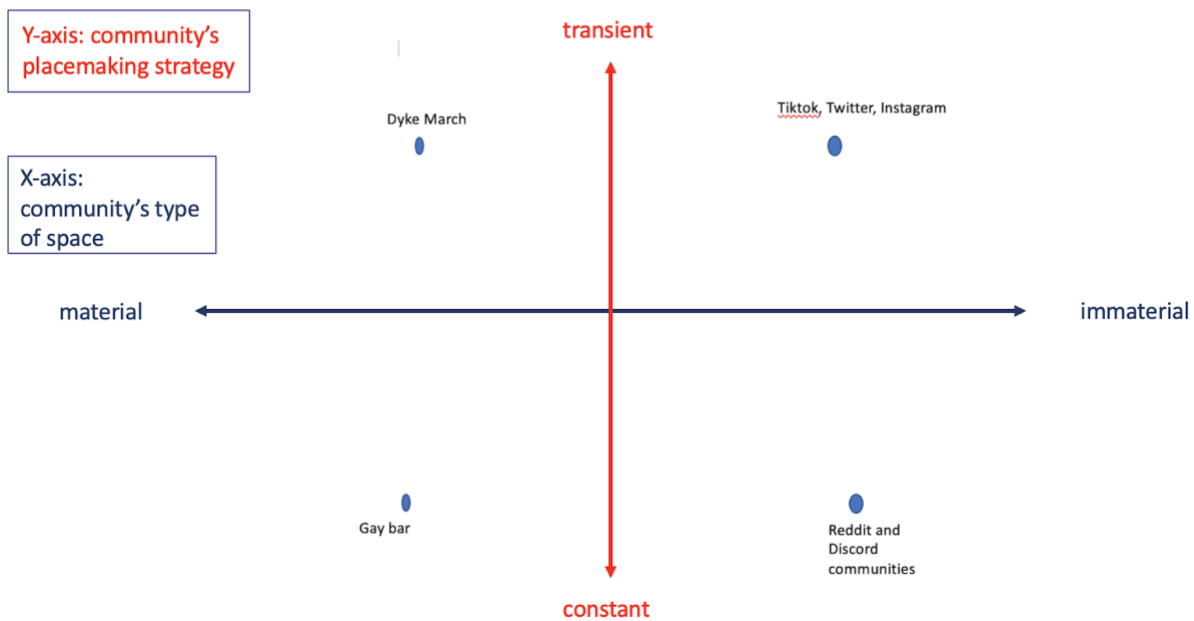 Y-axis: community’s
placemaking strategy
transient
Dyke March
Tiktok, Twitter, Instagram
X-axis:
community’s type
of space
material
immaterial
Gay bar
Reddit and
Discord
communities
constant